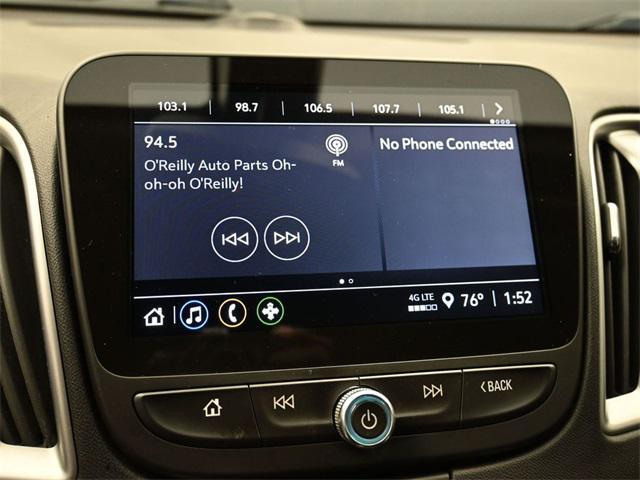 103.1 98.7 106.5 107.7 105.1
94.5
FM
No Phone Connected
O'Reilly Auto Parts Oh-
oh-oh O'Reilly!
4G LTE
76° 1:52
BACK